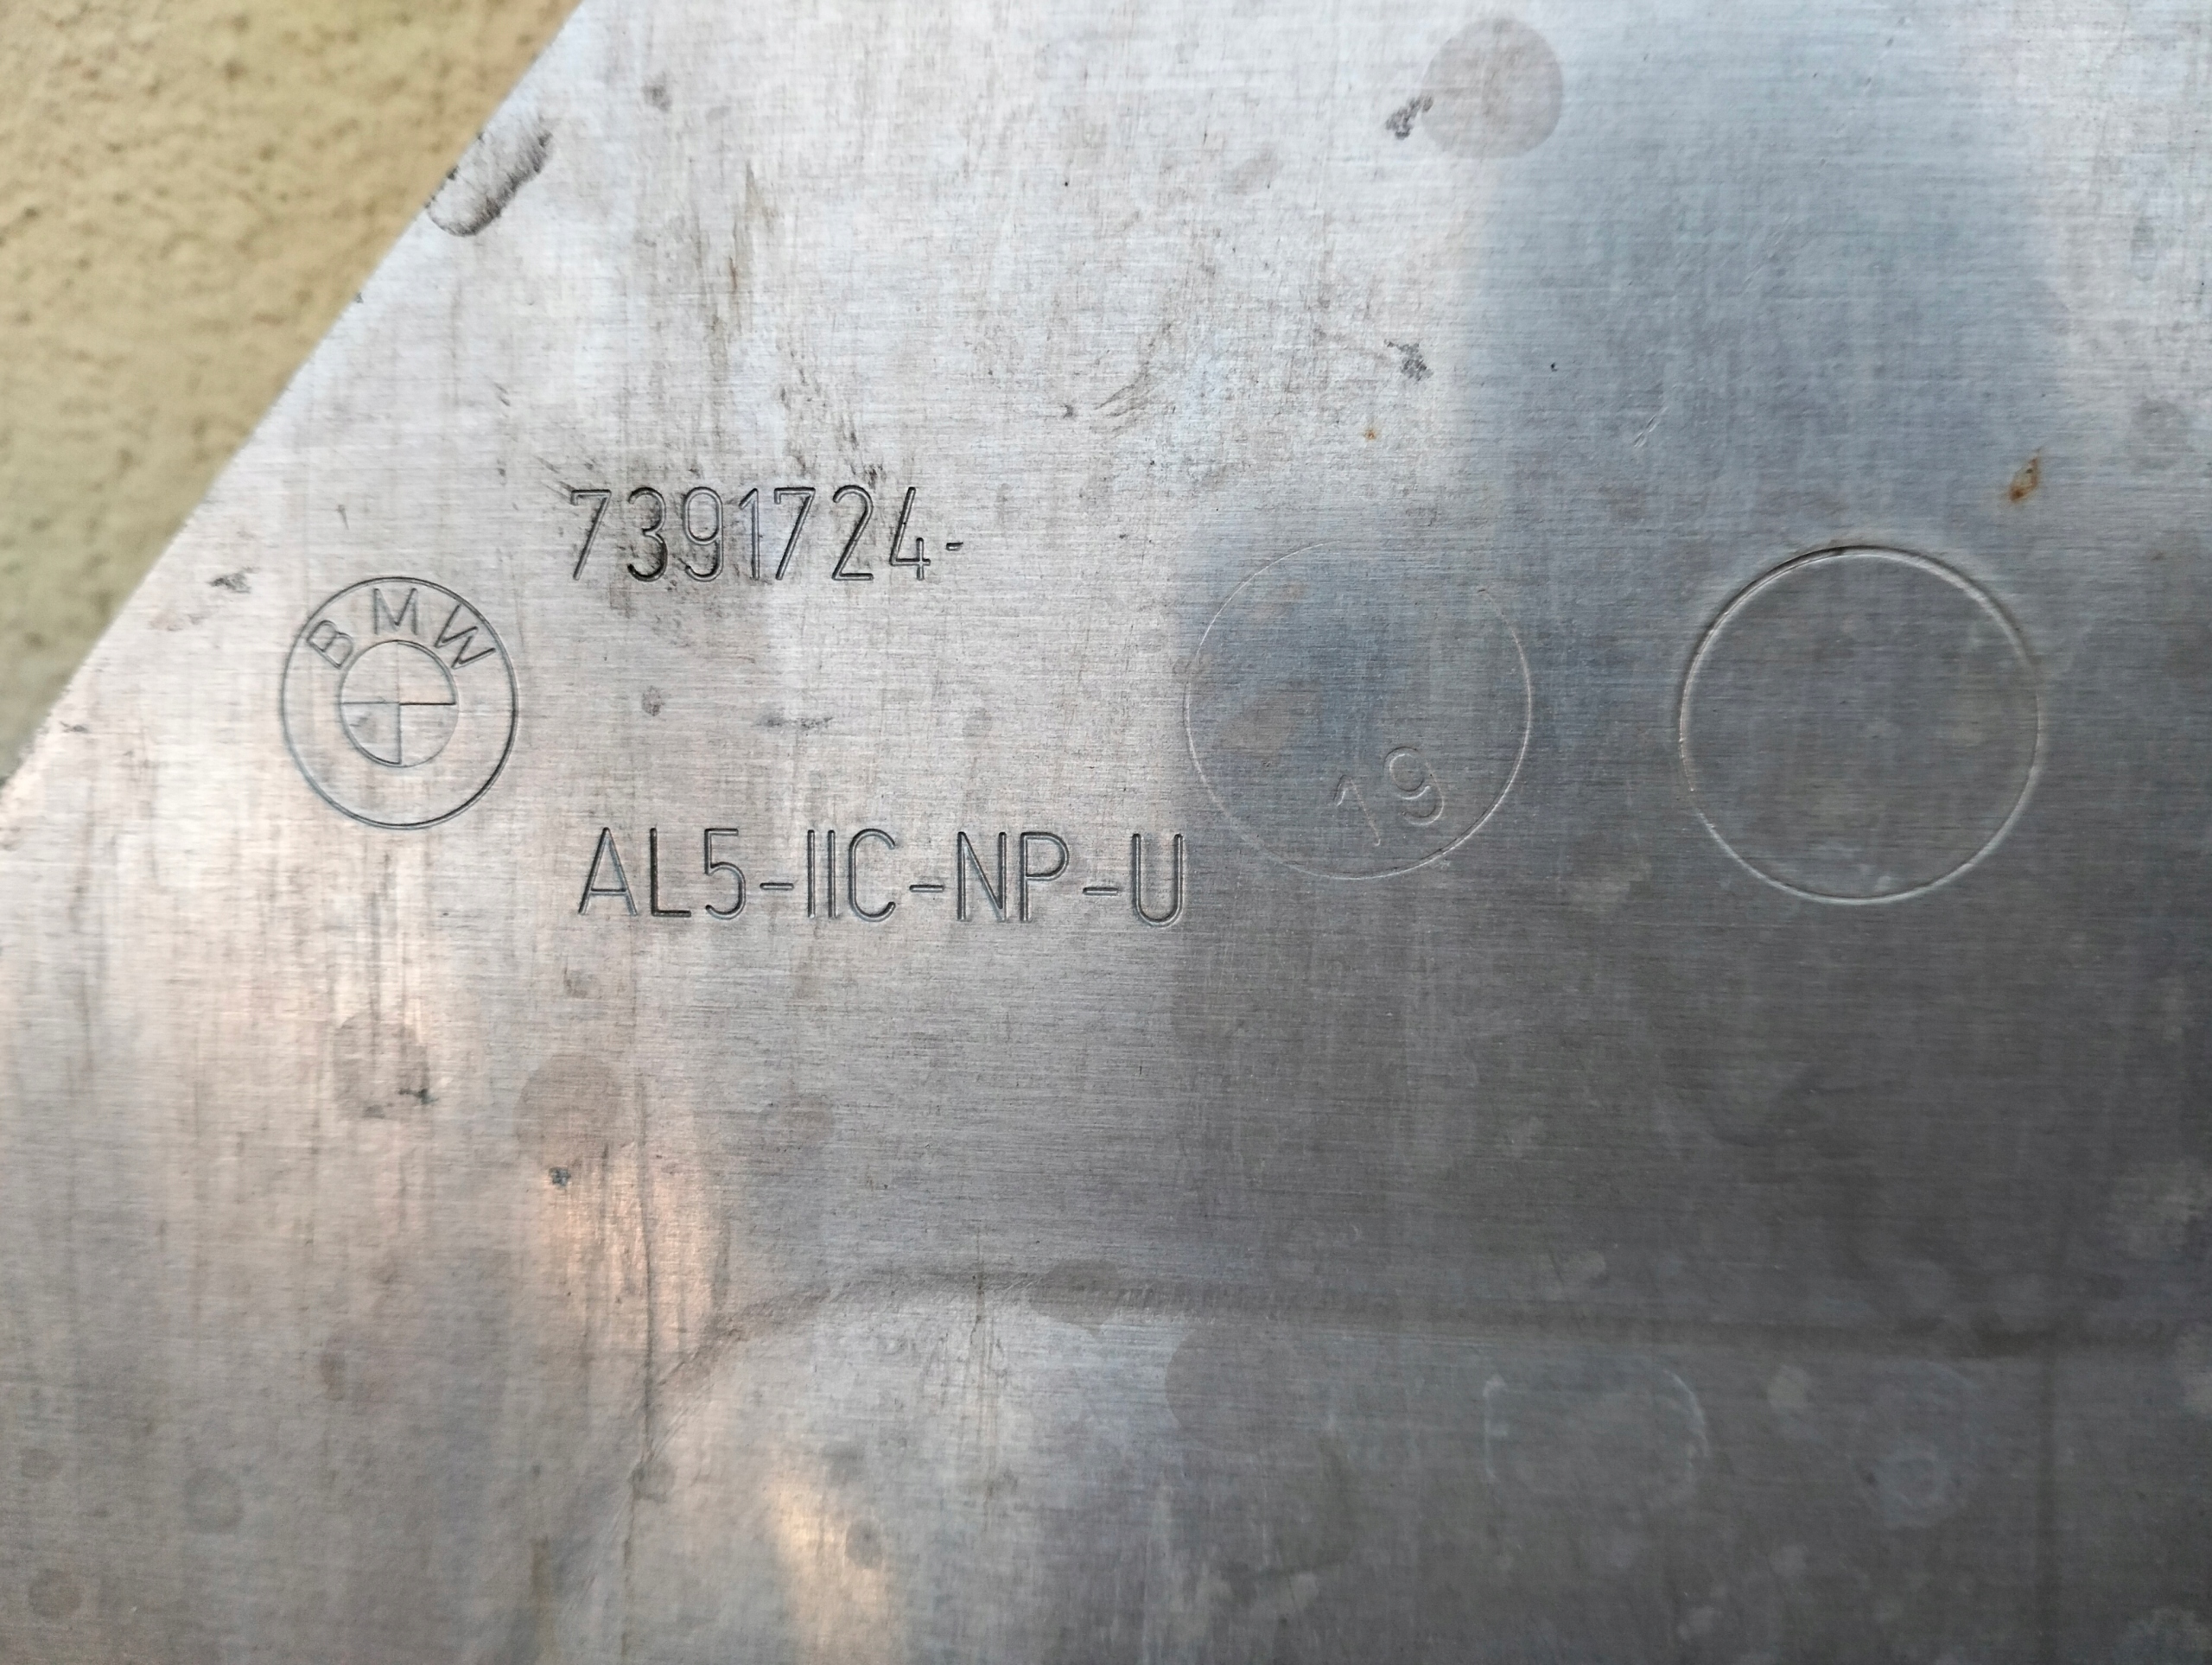 7391724-
BMW
19
AL5-IIC-NP-U